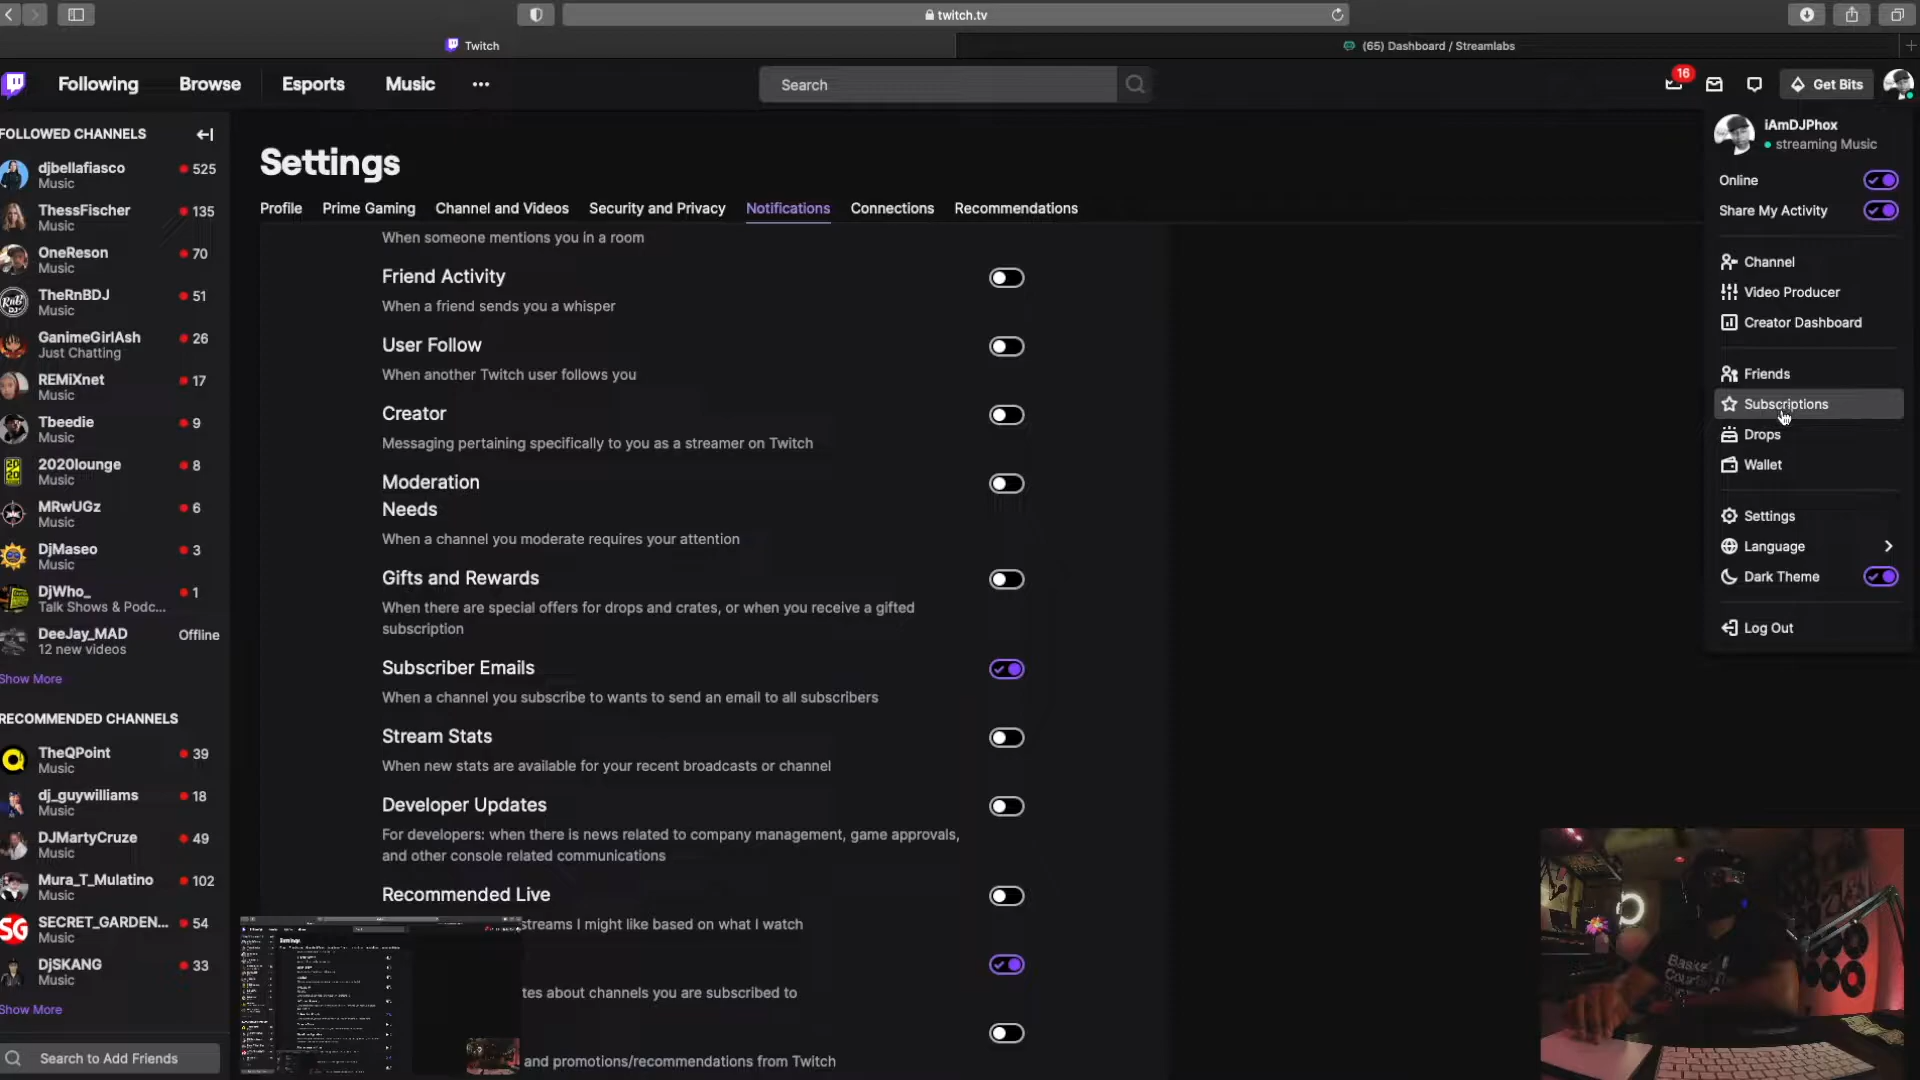 twitch.tv
Twitch
(65) Dashboard / Streamlabs
Following
Browse
Esports
Music
Search
16
Get Bits
FOLLOWED CHANNELS
djbellafiasco
525
Music
ThessFischer
135
Music
OneReson
70
Music
TheRnBDJ
51
Music
GanimeGirlAsh
26
Just Chatting
REMiXnet
17
Music
Tbeedie
9
Music
2020lounge
8
Music
MRwUGz
6
Music
DjMaseo
3
Music
DjWho_
1
Talk Shows & Podc...
DeeJay_MAD
Offline
12 new videos
Show More
RECOMMENDED CHANNELS
TheQPoint
39
Music
dj_guywilliams
18
Music
DJMartyCruze
49
Music
Mura_T_Mulatino
102
Music
SECRET_GARDEN...
54
Music
DjSKANG
33
Music
Show More
Search to Add Friends
Settings
Profile
Prime Gaming
Channel and Videos
Security and Privacy
Notifications
Connections
Recommendations
When someone mentions you in a room
Friend Activity
When a friend sends you a whisper
User Follow
When another Twitch user follows you
Creator
Messaging pertaining specifically to you as a streamer on Twitch
Moderation
Needs
When a channel you moderate requires your attention
Gifts and Rewards
When there are special offers for drops and crates, or when you receive a gifted
subscription
Subscriber Emails
When a channel you subscribe to wants to send an email to all subscribers
Stream Stats
When new stats are available for your recent broadcasts or channel
Developer Updates
For developers: when there is news related to company management, game approvals,
and other console related communications
Recommended Live
streams I might like based on what I watch
tes about channels you are subscribed to
and promotions/recommendations from Twitch
iAmDJPhox
streaming Music
Online
Share My Activity
Channel
Video Producer
Creator Dashboard
Friends
Subscriptions
Drops
Wallet
Settings
Language
Dark Theme
Log Out